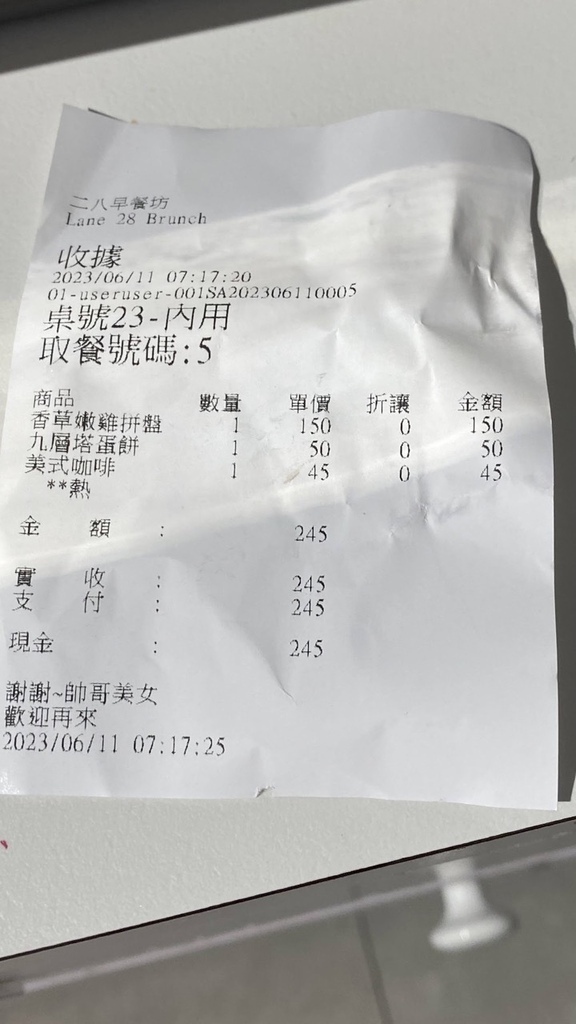 二八早餐坊
Lane 28 Brunch
收據
2023/06/11 07:17:20
01-useruser-001SA202306110005
桌號23-內用
取餐號碼:5
商品 數量 單價 折讓 金額
香草嫩雞拼盤 1 150 0 150
九層塔蛋餅 1 50 0 50
美式咖啡 1 45 0 45
**熱
金 額 : 245
實 收 : 245
支 付 : 245
現金 : 245
謝謝~帥哥美女
歡迎再來
2023/06/11 07:17:25